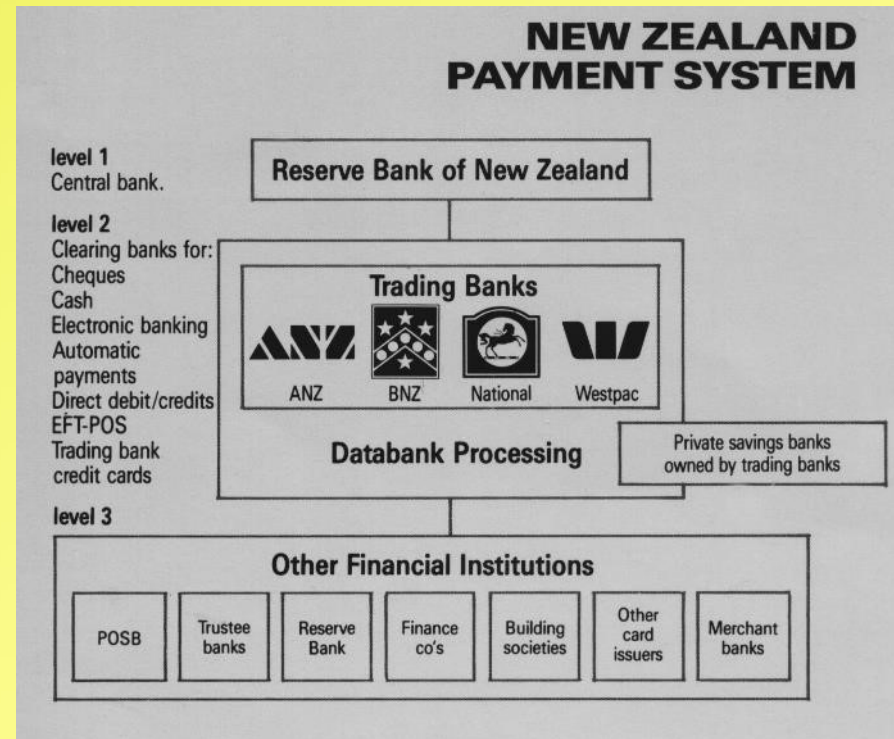 NEW ZEALAND
PAYMENT SYSTEM
level 1
Central bank.
Reserve Bank of New Zealand
level 2
Clearing banks for:
Cheques
Cash
Electronic banking
Automatic
payments
Direct debit/credits
EFT-POS
Trading bank
credit cards
Trading Banks
ANZ
ANZ
BNZ
National
Westpac
Databank Processing
Private savings banks
owned by trading banks
level 3
Other Financial Institutions
POSB
Trustee
banks
Reserve
Bank
Finance
co's
Building
societies
Other
card
issuers
Merchant
banks